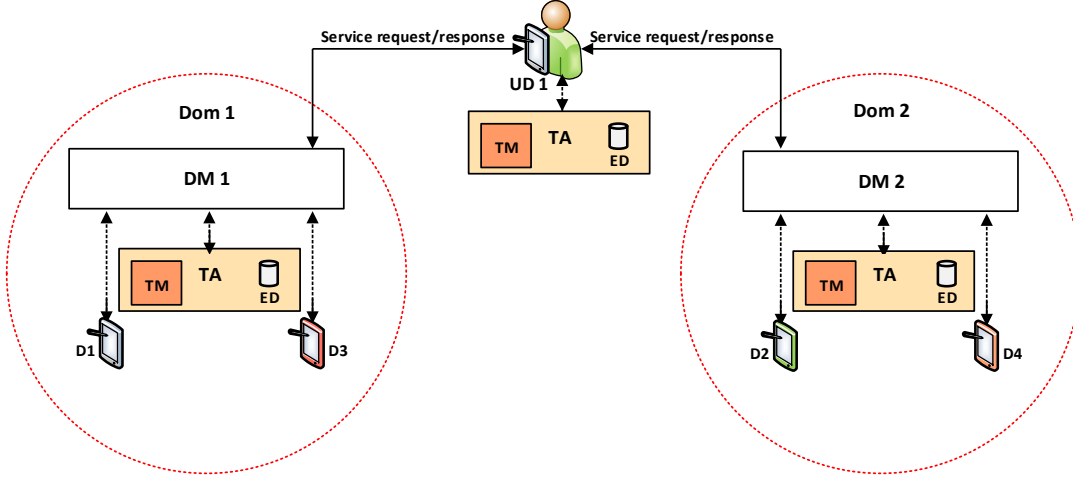 Service request/response
Service request/response
UD 1
Dom 1
Dom 2
TA
TM
ED
DM 1
DM 2
TA
TM
ED
TA
TM
ED
D1
D3
D2
D4